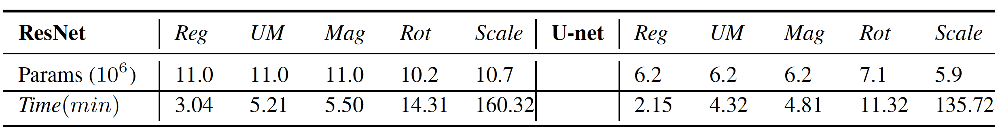 ResNet Reg UM Mag Rot Scale U-net Reg UM Mag Rot Scale
Params (10⁶) 11.0 11.0 11.0 10.2 10.7 6.2 6.2 6.2 7.1 5.9
Time(min) 3.04 5.21 5.50 14.31 160.32 2.15 4.32 4.81 11.32 135.72